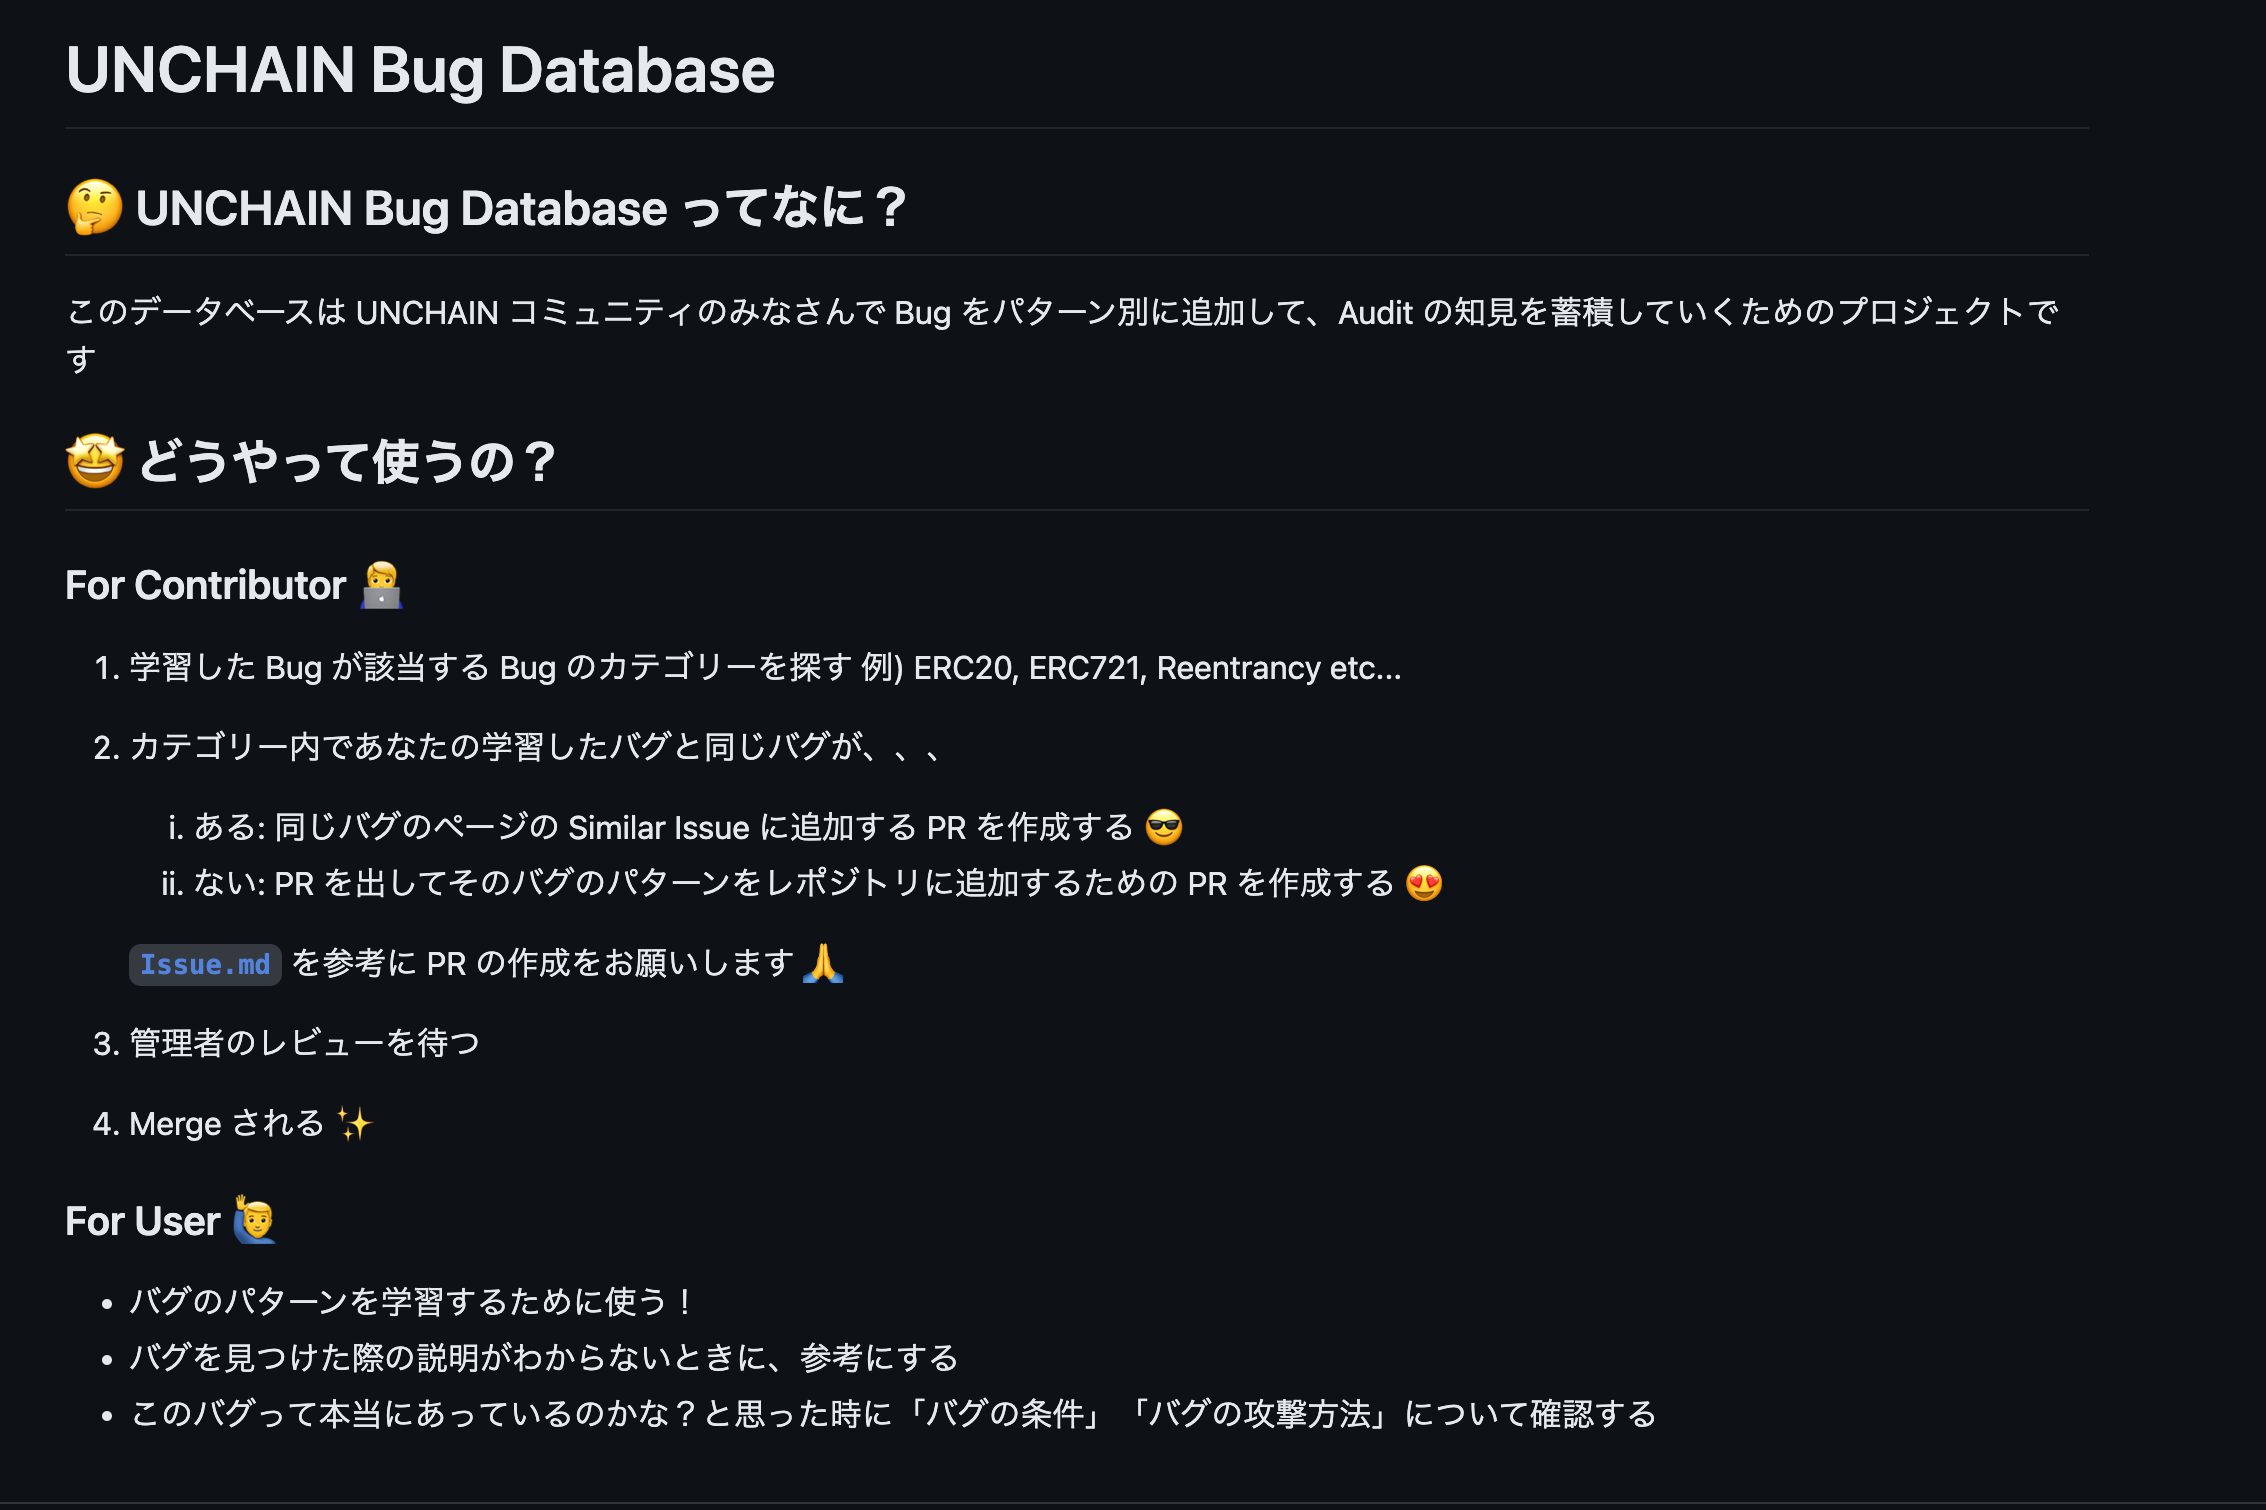 UNCHAIN Bug Database
🤔 UNCHAIN Bug Database ってなに？
このデータベースは UNCHAIN コミュニティのみなさんで Bug をパターン別に追加して、Audit の知見を蓄積していくためのプロジェクトで
す
🤩 どうやって使うの？
For Contributor 🧑‍💻
1. 学習した Bug が該当する Bug のカテゴリーを探す 例) ERC20, ERC721, Reentrancy etc...
2. カテゴリー内であなたの学習したバグと同じバグが、、、
i. ある: 同じバグのページの Similar Issue に追加する PR を作成する 😎
ii. ない: PR を出してそのバグのパターンをレポジトリに追加するための PR を作成する 😍
Issue.md を参考に PR の作成をお願いします 🙏
3. 管理者のレビューを待つ
4. Merge される ✨
For User 🙋‍♂️
• バグのパターンを学習するために使う！
• バグを見つけた際の説明がわからないときに、参考にする
• このバグって本当にあっているのかな？と思った時に「バグの条件」「バグの攻撃方法」について確認する